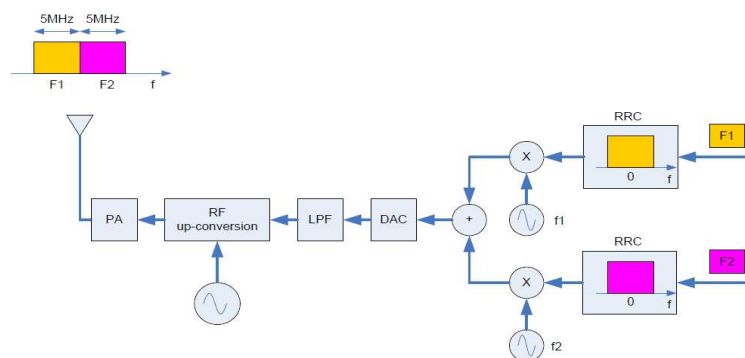 5MHz 5MHz
F1 F2 f
RRC
F1
X
0 f
PA
RF
up-conversion
LPF
DAC
+
f1
RRC
F2
X
0 f
f2